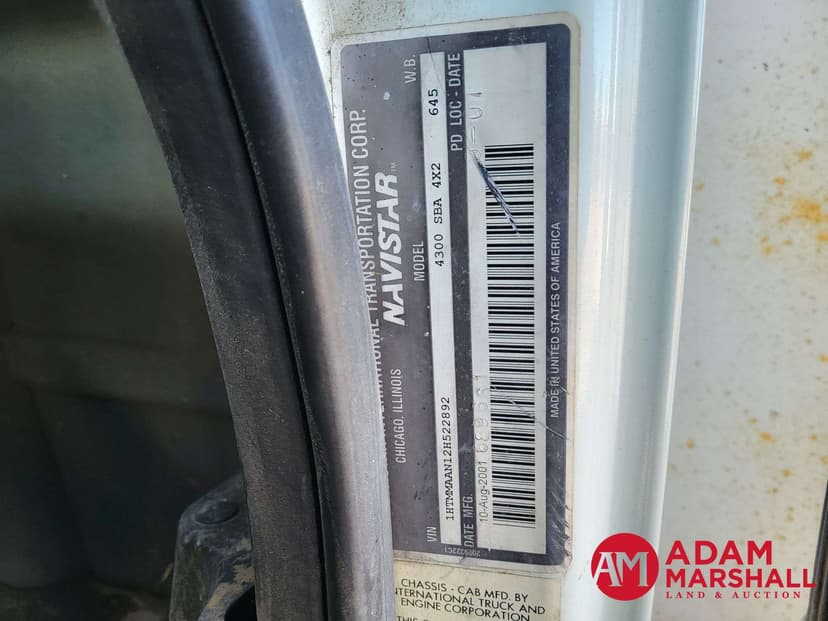 INTERNATIONAL TRANSPORTATION CORP.
CHICAGO, ILLINOIS
NAVISTAR™
VIN MODEL W.B.
1HTMMAAN12H522892 4300 SBA 4X2 645
DATE MFG. PD LOC - DATE
10-Aug-2001
MADE IN UNITED STATES OF AMERICA
CHASSIS - CAB MFD. BY
INTERNATIONAL TRUCK AND
ENGINE CORPORATION
AM
ADAM
MARSHALL
LAND & AUCTION